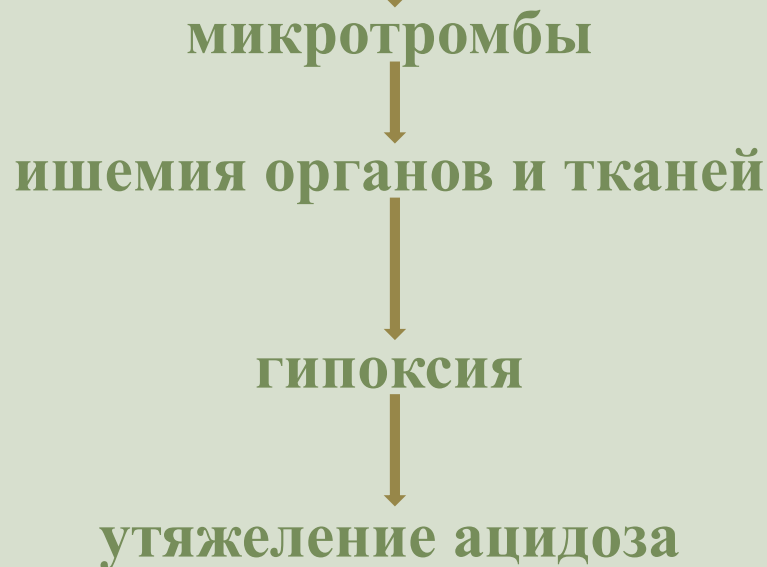 микротромбы
ишемия органов и тканей
гипоксия
утяжеление ацидоза